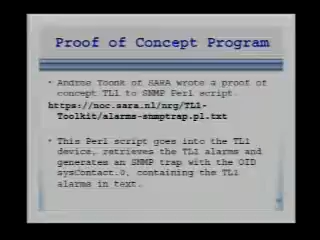 Proof of Concept Program
• Andree Toonk of SARA wrote a proof of
concept TL1 to SNMP Perl script.
https://noc.sara.nl/nrg/TL1-
Toolkit/alarms-snmptrap.pl.txt
• This Perl script goes into the TL1
device, retrieves the TL1 alarms and
generates an SNMP trap with the OID
sysContact.0, containing the TL1
alarms in text.